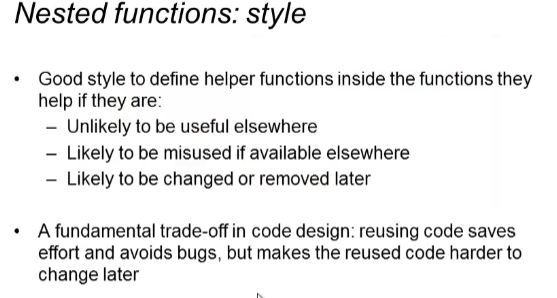 Nested functions: style
• Good style to define helper functions inside the functions they
help if they are:
– Unlikely to be useful elsewhere
– Likely to be misused if available elsewhere
– Likely to be changed or removed later
• A fundamental trade-off in code design: reusing code saves
effort and avoids bugs, but makes the reused code harder to
change later